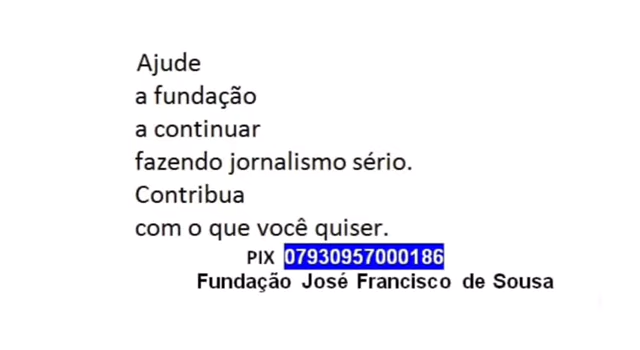 Ajude
a fundação
a continuar
fazendo jornalismo sério.
Contribua
com o que você quiser.
PIX 07930957000186
Fundação José Francisco de Sousa